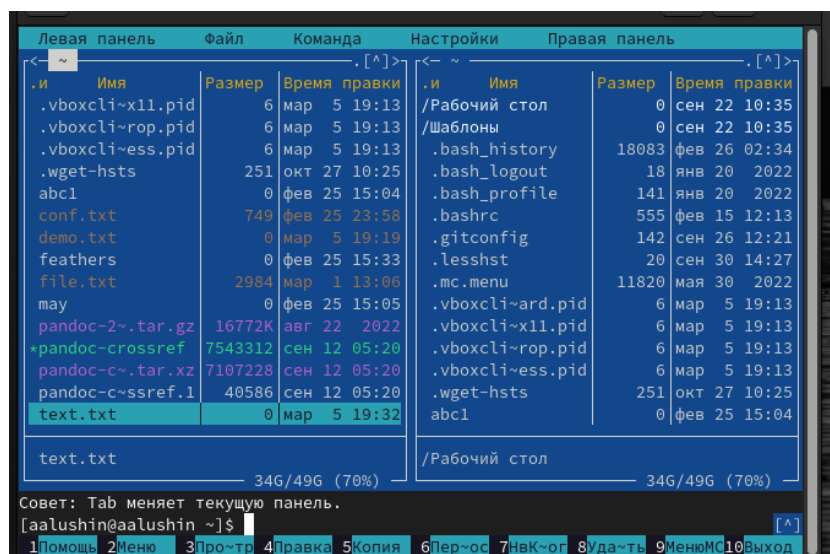 Левая панель Файл Команда Настройки Правая панель
<— ~ .[^]> <— ~ .[^]>
.и Имя Размер Время правки .и Имя Размер Время правки
.vboxcli~x11.pid 6 мар 5 19:13 /Рабочий стол 0 сен 22 10:35
.vboxcli~rop.pid 6 мар 5 19:13 /Шаблоны 0 сен 22 10:35
.vboxcli~ess.pid 6 мар 5 19:13 .bash_history 18083 фев 26 02:34
.wget-hsts 251 окт 27 10:25 .bash_logout 18 янв 20 2022
abc1 0 фев 25 15:04 .bash_profile 141 янв 20 2022
conf.txt 749 фев 25 23:58 .bashrc 555 фев 15 12:13
demo.txt 0 мар 5 19:19 .gitconfig 142 сен 26 12:21
feathers 0 фев 25 15:33 .lesshst 20 сен 30 14:27
file.txt 2984 мар 1 13:06 .mc.menu 11820 мая 30 2022
may 0 фев 25 15:05 .vboxcli~ard.pid 6 мар 5 19:13
pandoc-2~.tar.gz 16772K авг 22 2022 .vboxcli~x11.pid 6 мар 5 19:13
*pandoc-crossref 7543312 сен 12 05:20 .vboxcli~rop.pid 6 мар 5 19:13
pandoc-c~.tar.xz 7107228 сен 12 05:20 .vboxcli~ess.pid 6 мар 5 19:13
pandoc-c~ssref.1 40586 сен 12 05:20 .wget-hsts 251 окт 27 10:25
text.txt 0 мар 5 19:32 abc1 0 фев 25 15:04
text.txt /Рабочий стол
34G/49G (70%) 34G/49G (70%)
Совет: Tab меняет текущую панель.
[aalushin@aalushin ~]$ [^]
1Помощь 2Меню 3Про~тр 4Правка 5Копия 6Пер~ос 7НвК~ог 8Уда~ть 9МенюМС 10Выход